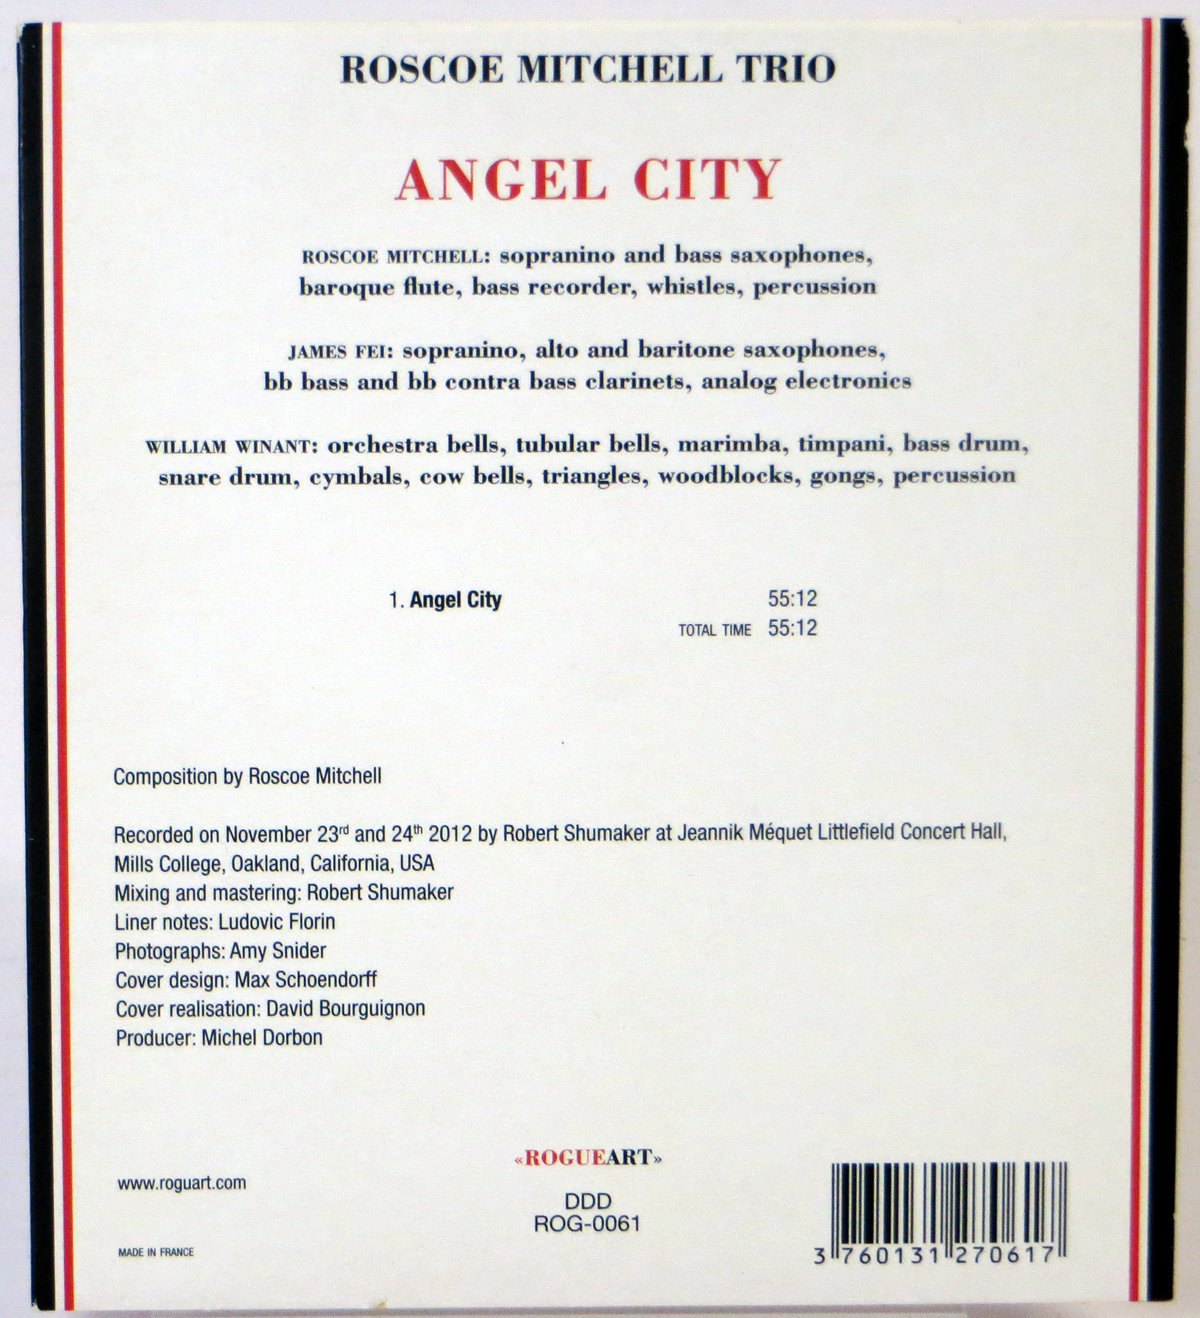 ROSCOE MITCHELL TRIO
ANGEL CITY
ROSCOE MITCHELL: sopranino and bass saxophones,
baroque flute, bass recorder, whistles, percussion
JAMES FEI: sopranino, alto and baritone saxophones,
bb bass and bb contra bass clarinets, analog electronics
WILLIAM WINANT: orchestra bells, tubular bells, marimba, timpani, bass drum,
snare drum, cymbals, cow bells, triangles, woodblocks, gongs, percussion
1. Angel City 55:12
TOTAL TIME 55:12
Composition by Roscoe Mitchell
Recorded on November 23rd and 24th 2012 by Robert Shumaker at Jeannik Méquet Littlefield Concert Hall,
Mills College, Oakland, California, USA
Mixing and mastering: Robert Shumaker
Liner notes: Ludovic Florin
Photographs: Amy Snider
Cover design: Max Schoendorff
Cover realisation: David Bourguignon
Producer: Michel Dorbon
«ROGUEART»
www.roguart.com
DDD
ROG-0061
MADE IN FRANCE
3 760131 270617